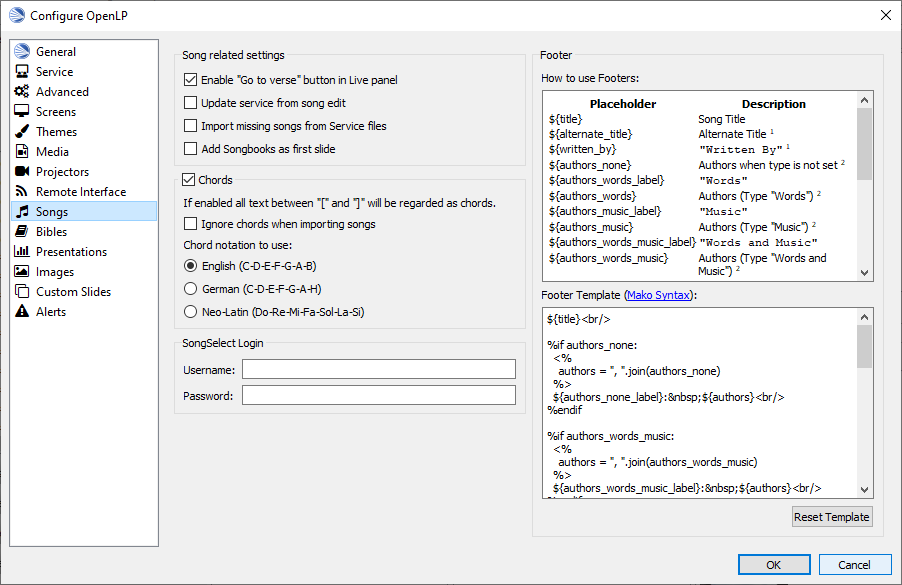 Configure OpenLP
General
Service
Advanced
Screens
Themes
Media
Projectors
Remote Interface
Songs
Bibles
Presentations
Images
Custom Slides
Alerts
Song related settings
Enable "Go to verse" button in Live panel
Update service from song edit
Import missing songs from Service files
Add Songbooks as first slide
Chords
If enabled all text between "[" and "]" will be regarded as chords.
Ignore chords when importing songs
Chord notation to use:
English (C-D-E-F-G-A-B)
German (C-D-E-F-G-A-H)
Neo-Latin (Do-Re-Mi-Fa-Sol-La-Si)
SongSelect Login
Username:
Password:
Footer
How to use Footers:
Placeholder Description
${title} Song Title
${alternate_title} Alternate Title ¹
${written_by} "Written By" ¹
${authors_none} Authors when type is not set ²
${authors_words_label} "Words"
${authors_words} Authors (Type "Words") ²
${authors_music_label} "Music"
${authors_music} Authors (Type "Music") ²
${authors_words_music_label} "Words and Music"
${authors_words_music} Authors (Type "Words and
Music") ²
Footer Template (Mako Syntax):
${title}<br/>
%if authors_none:
<%
authors = ", ".join(authors_none)
%>
${authors_none_label}:&nbsp;${authors}<br/>
%endif
%if authors_words_music:
<%
authors = ", ".join(authors_words_music)
%>
${authors_words_music_label}:&nbsp;${authors}<br/>
Reset Template
OK
Cancel